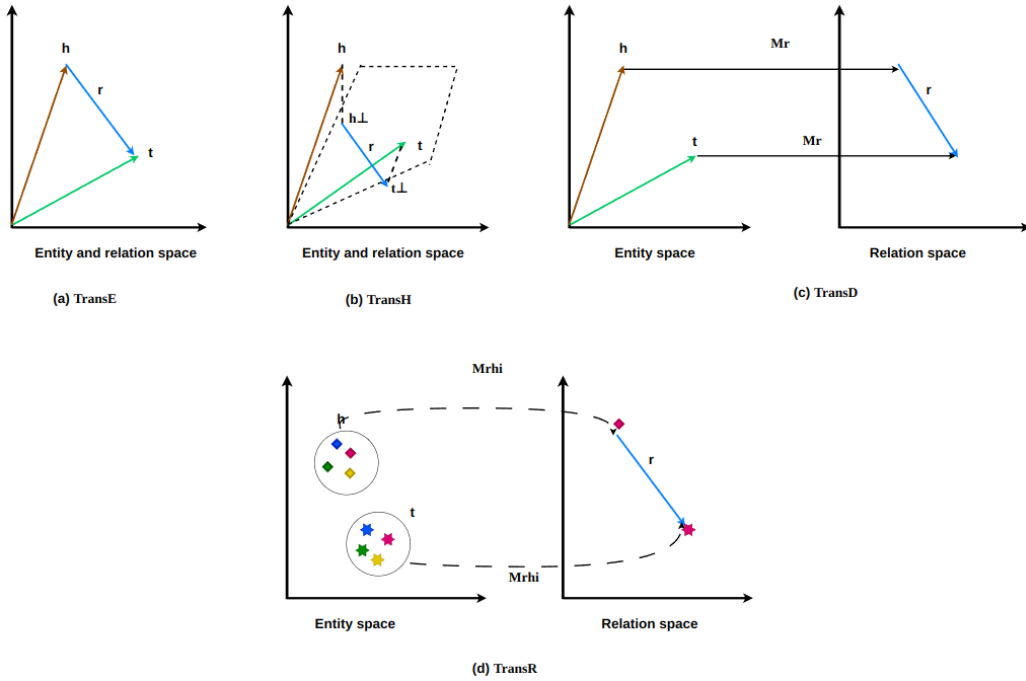 h
r
t
Entity and relation space
(a) TransE
h
h⊥
r
t
t⊥
Entity and relation space
(b) TransH
h
Mr
r
t
Mr
Entity space
Relation space
(c) TransD
Mrhi
h
r
t
Mrhi
Entity space
Relation space
(d) TransR